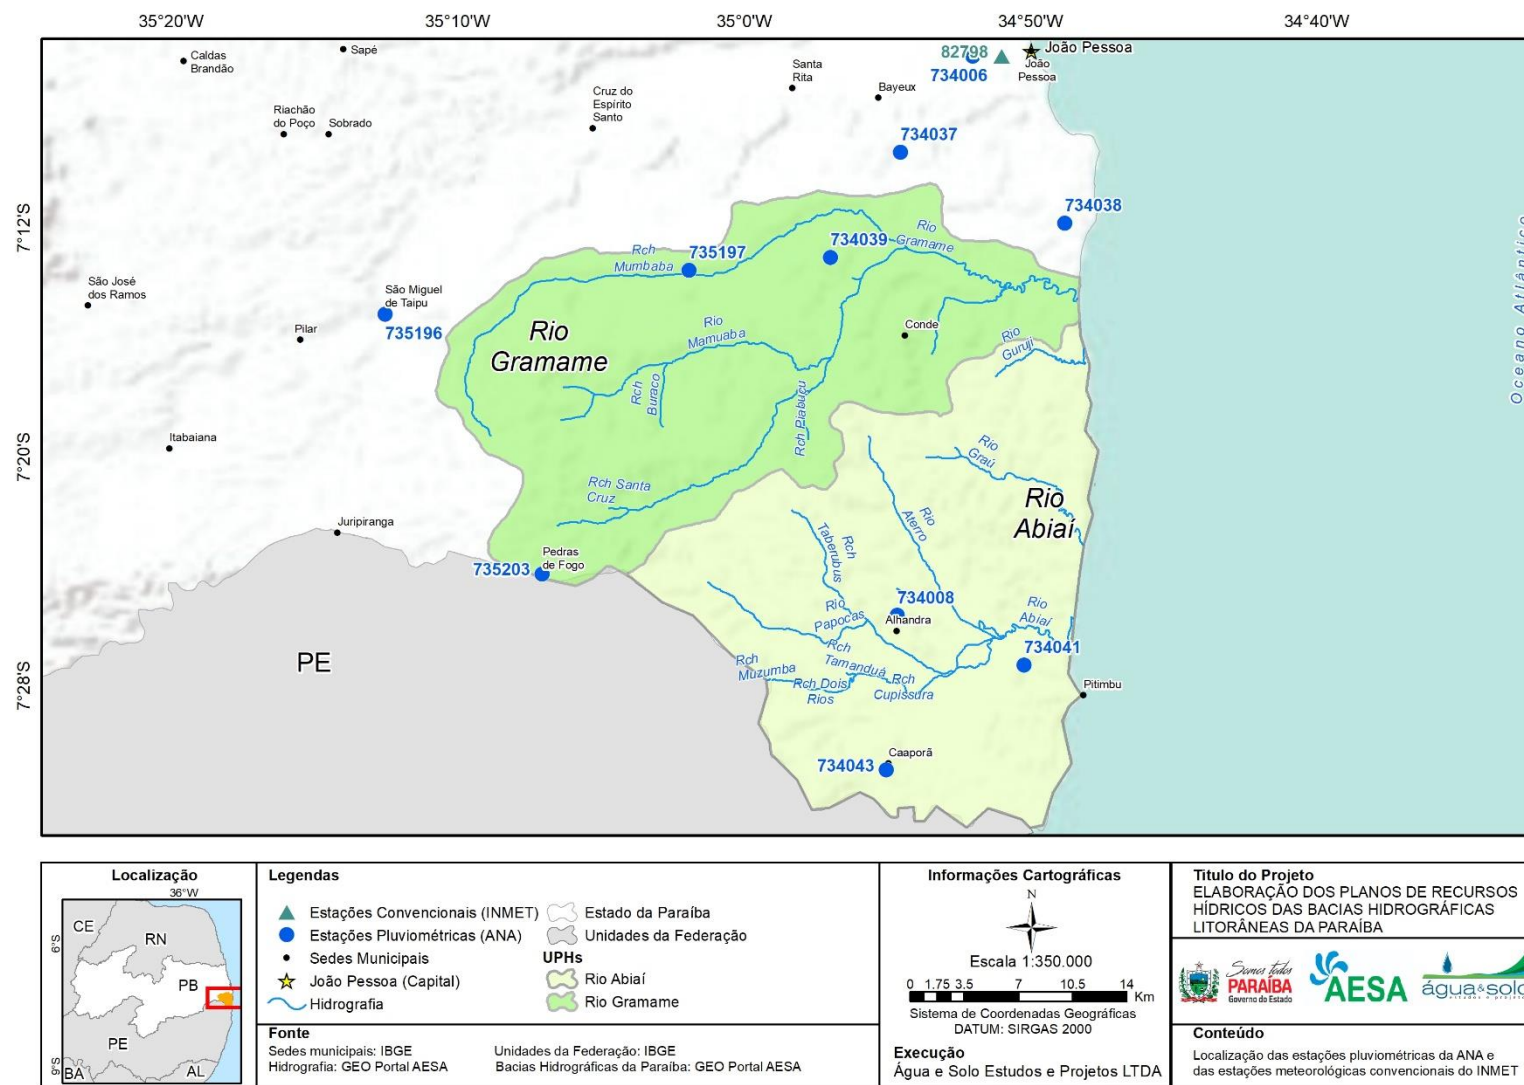 35°20'W
35°10'W
35°0'W
34°50'W
34°40'W
7°12'S
7°20'S
7°28'S
Caldas
Brandão
Sapé
Santa
Rita
Bayeux
82798
734006
João Pessoa
João
Pessoa
Riachão
do Poço
Sobrado
Cruz do
Espírito
Santo
734037
734038
São José
dos Ramos
Pilar
São Miguel
de Taipu
735196
Rch
Mumbaba
735197
734039
Rio
Gramame
Rio
Gramame
Rio
Mamuaba
Rch
Buraco
Conde
Rio
Guruji
Rch Piabuçu
Oceano Atlântico
Itabaiana
Rch Santa
Cruz
Rio
Graú
Rio
Abiaí
Rio
Aterro
Juripiranga
Pedras
de Fogo
735203
Rch
Taberubus
734008
Alhandra
Rio
Papocas
Rio
Abiaí
734041
PE
Rch
Muzumba
Rch
Tamanduá
Rch Dois
Rios
Rch
Cupissura
Pitimbu
Caaporã
734043
Localização
36°W
6°S
9°S
CE
RN
PB
PE
BA
AL
Legendas
Estações Convencionais (INMET)
Estações Pluviométricas (ANA)
Sedes Municipais
João Pessoa (Capital)
Hidrografia
Estado da Paraíba
Unidades da Federação
UPHs
Rio Abiaí
Rio Gramame
Fonte
Sedes municipais: IBGE
Hidrografia: GEO Portal AESA
Unidades da Federação: IBGE
Bacias Hidrográficas da Paraíba: GEO Portal AESA
Informações Cartográficas
N
Escala 1:350.000
0 1.75 3.5 7 10.5 14
Km
Sistema de Coordenadas Geográficas
DATUM: SIRGAS 2000
Execução
Água e Solo Estudos e Projetos LTDA
Titulo do Projeto
ELABORAÇÃO DOS PLANOS DE RECURSOS
HÍDRICOS DAS BACIAS HIDROGRÁFICAS
LITORÂNEAS DA PARAÍBA
Somos todos
PARAÍBA
Governo do Estado
AESA
água&solo
estudos e projetos
Conteúdo
Localização das estações pluviométricas da ANA e
das estações meteorológicas convencionais do INMET